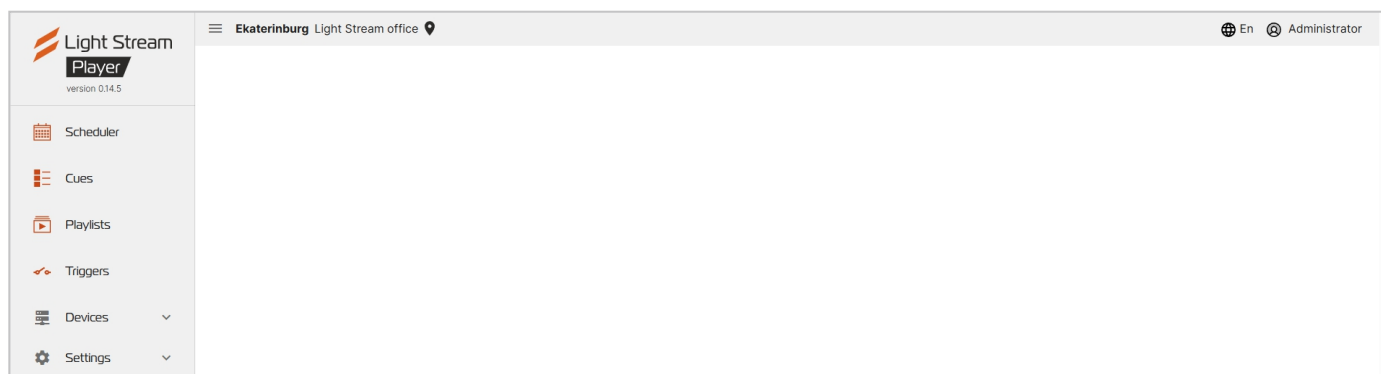 Light Stream
Player
version 0.14.5
Ekaterinburg Light Stream office
En Administrator
Scheduler
Cues
Playlists
Triggers
Devices
Settings